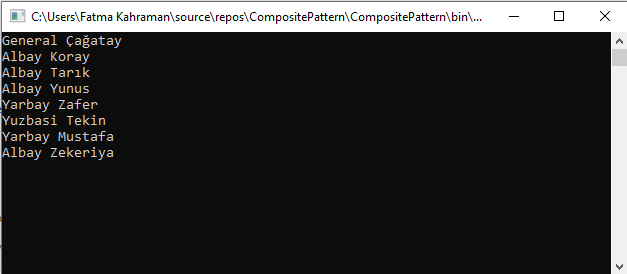 C:\Users\Fatma Kahraman\source\repos\CompositePattern\CompositePattern\bin\...
General Çağatay
Albay Koray
Albay Tarık
Albay Yunus
Yarbay Zafer
Yuzbasi Tekin
Yarbay Mustafa
Albay Zekeriya